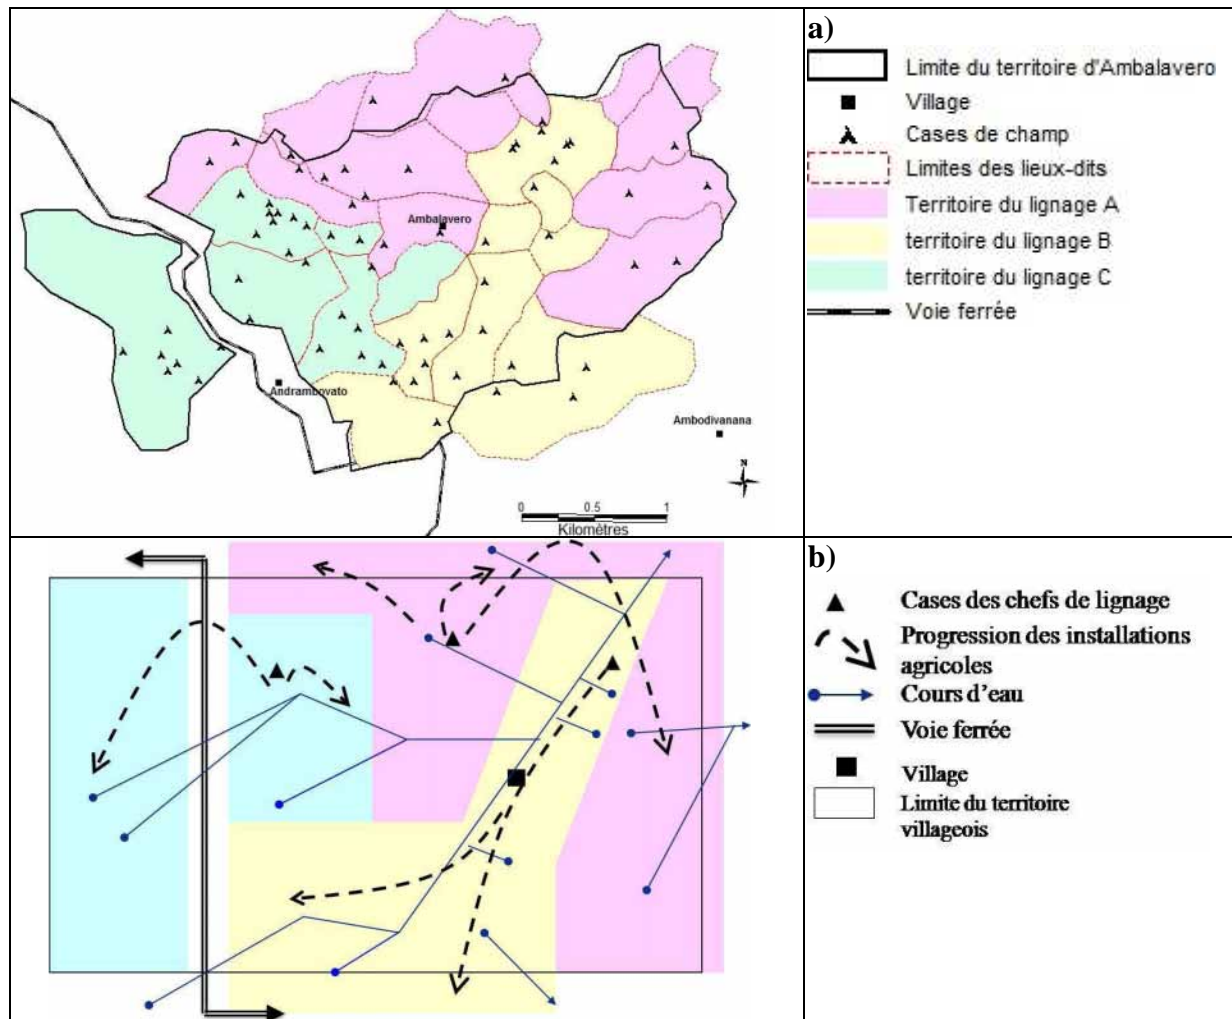 a)
Limite du territoire d'Ambalavero
Village
Cases de champ
Limites des lieux-dits
Territoire du lignage A
territoire du lignage B
territoire du lignage C
Voie ferrée
Ambalavero
Andrambovato
Ambodivanana
N
0 0.5 1
Kilomètres
b)
Cases des chefs de lignage
Progression des installations
agricoles
Cours d'eau
Voie ferrée
Village
Limite du territoire
villageois